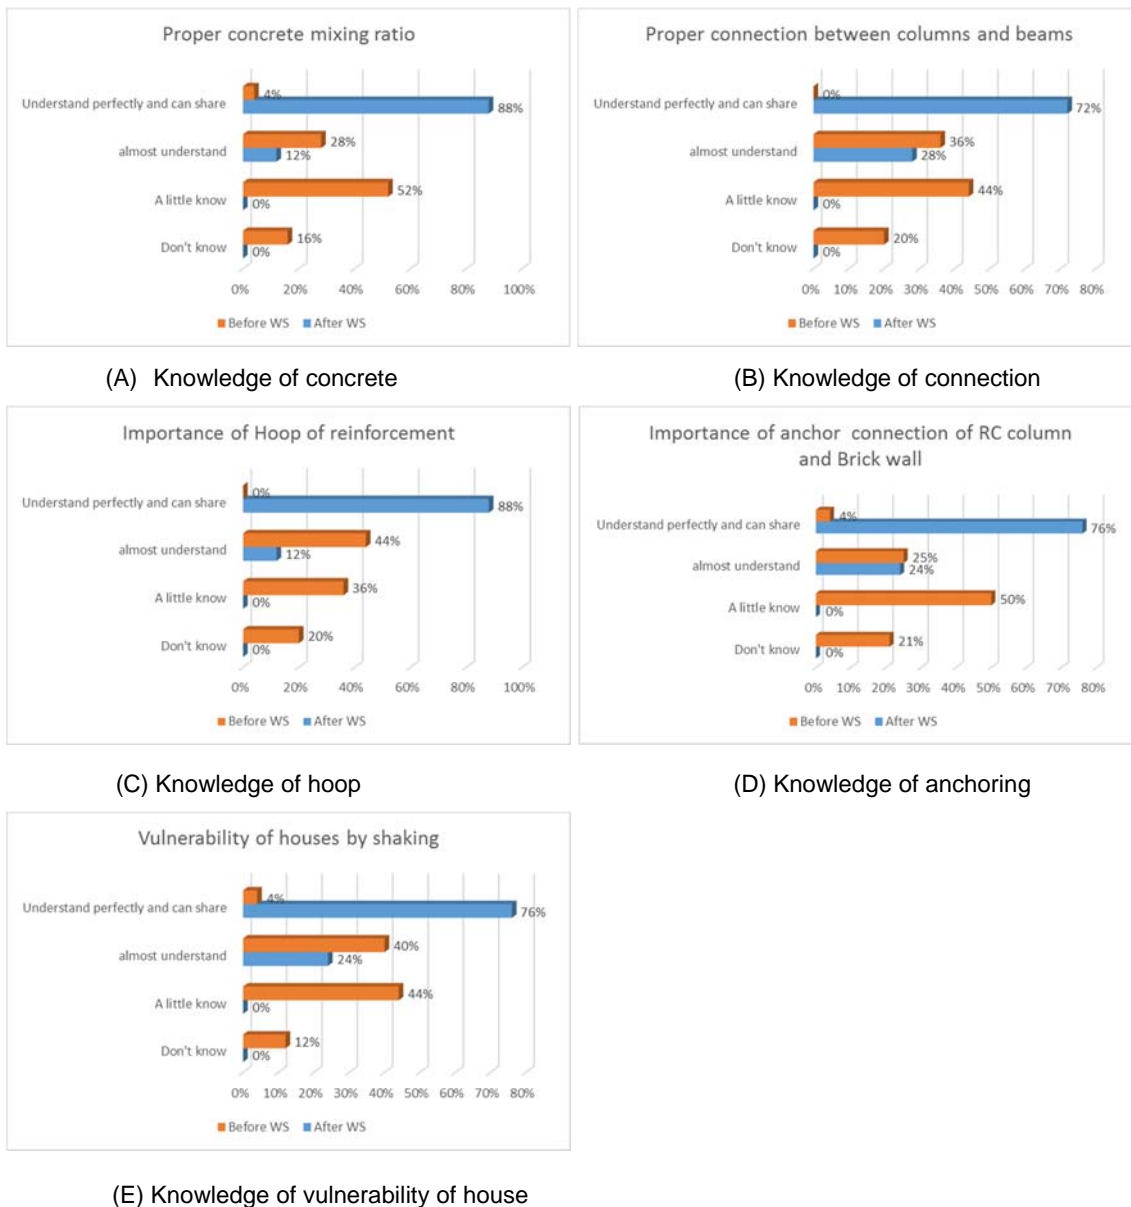 Proper concrete mixing ratio
Understand perfectly and can share
4%
88%
almost understand
28%
12%
A little know
52%
0%
Don't know
16%
0%
0% 20% 40% 60% 80% 100%
Before WS After WS
(A) Knowledge of concrete
Proper connection between columns and beams
Understand perfectly and can share
0%
72%
almost understand
36%
28%
A little know
44%
0%
Don't know
20%
0%
0% 10% 20% 30% 40% 50% 60% 70% 80%
Before WS After WS
(B) Knowledge of connection
Importance of Hoop of reinforcement
Understand perfectly and can share
0%
88%
almost understand
44%
12%
A little know
36%
0%
Don't know
20%
0%
0% 20% 40% 60% 80% 100%
Before WS After WS
(C) Knowledge of hoop
Importance of anchor connection of RC column
and Brick wall
Understand perfectly and can share
4%
76%
almost understand
25%
24%
A little know
50%
0%
Don't know
21%
0%
0% 10% 20% 30% 40% 50% 60% 70% 80%
Before WS After WS
(D) Knowledge of anchoring
Vulnerability of houses by shaking
Understand perfectly and can share
4%
76%
almost understand
40%
24%
A little know
44%
0%
Don't know
12%
0%
0% 10% 20% 30% 40% 50% 60% 70% 80%
Before WS After WS
(E) Knowledge of vulnerability of house